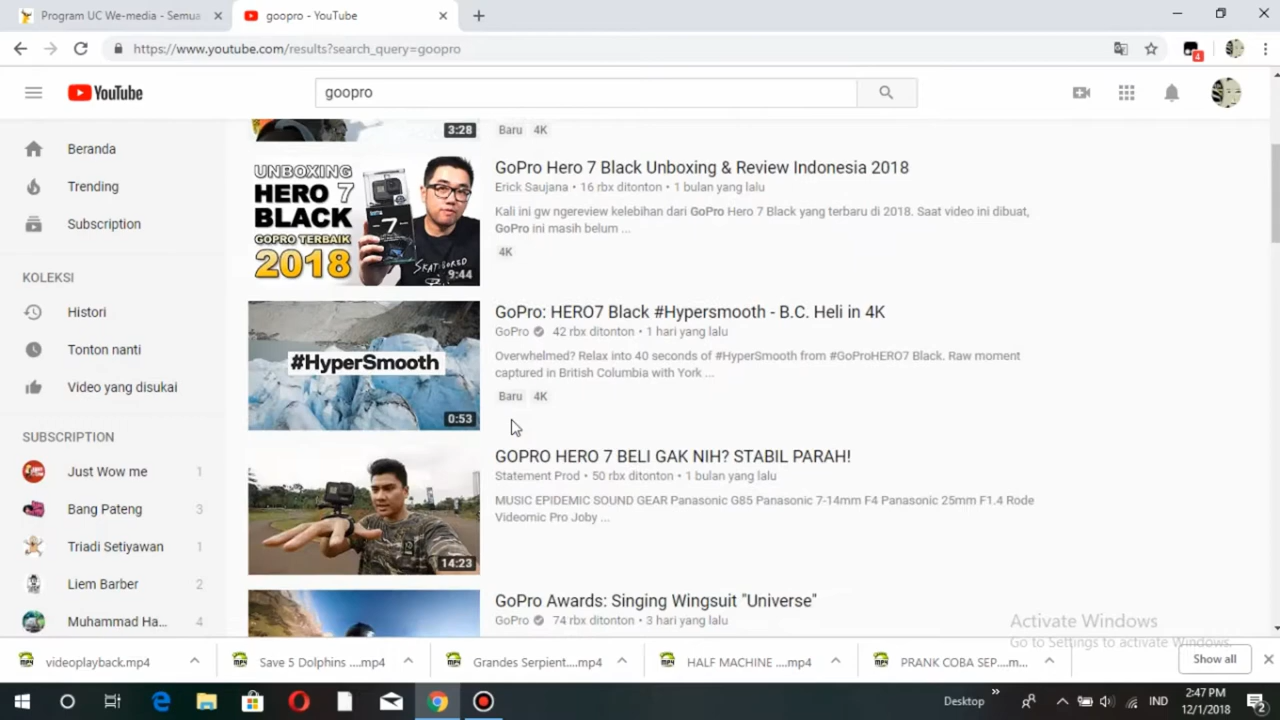 Program UC We-media - Semua
goopro - YouTube
https://www.youtube.com/results?search_query=goopro
4
YouTube
goopro
Beranda
Trending
Subscription
KOLEKSI
Histori
Tonton nanti
Video yang disukai
SUBSCRIPTION
Just Wow me 1
Bang Pateng 3
Triadi Setiyawan 1
Liem Barber 2
Muhammad Ha... 4
3:28
Baru 4K
UNBOXING
HERO 7
BLACK
GOPRO TERBAIK
2018
7
SKATEBOARED
9:44
GoPro Hero 7 Black Unboxing & Review Indonesia 2018
Erick Saujana • 16 rbx ditonton • 1 bulan yang lalu
Kali ini gw ngereview kelebihan dari GoPro Hero 7 Black yang terbaru di 2018. Saat video ini dibuat,
GoPro ini masih belum ...
4K
#HyperSmooth
0:53
GoPro: HERO7 Black #Hypersmooth - B.C. Heli in 4K
GoPro 42 rbx ditonton • 1 hari yang lalu
Overwhelmed? Relax into 40 seconds of #HyperSmooth from #GoProHERO7 Black. Raw moment
captured in British Columbia with York ...
Baru 4K
14:23
GOPRO HERO 7 BELI GAK NIH? STABIL PARAH!
Statement Prod • 50 rbx ditonton • 1 bulan yang lalu
MUSIC EPIDEMIC SOUND GEAR Panasonic G85 Panasonic 7-14mm F4 Panasonic 25mm F1.4 Rode
Videomic Pro Joby ...
GoPro Awards: Singing Wingsuit "Universe"
GoPro 74 rbx ditonton • 3 hari yang lalu
Activate Windows
Go to Settings to activate Windows.
videoplayback.mp4
Save 5 Dolphins ....mp4
Grandes Serpient....mp4
HALF MACHINE ....mp4
PRANK COBA SEP....m...
Show all
Desktop
IND
2:47 PM
12/1/2018
2